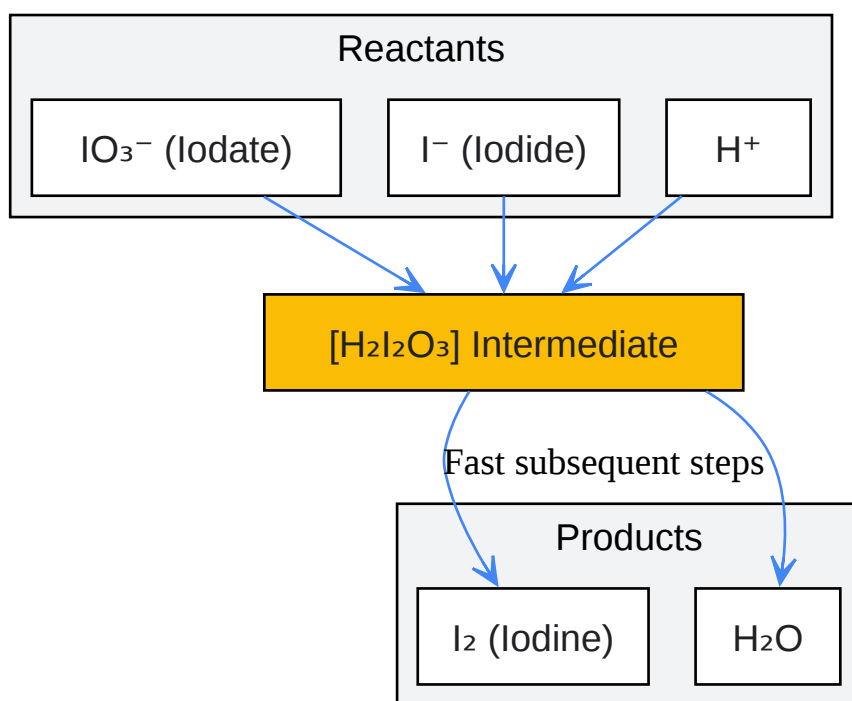 Reactants
IO₃⁻ (Iodate)
I⁻ (Iodide)
H⁺
[H₂I₂O₃] Intermediate
Fast subsequent steps
Products
I₂ (Iodine)
H₂O